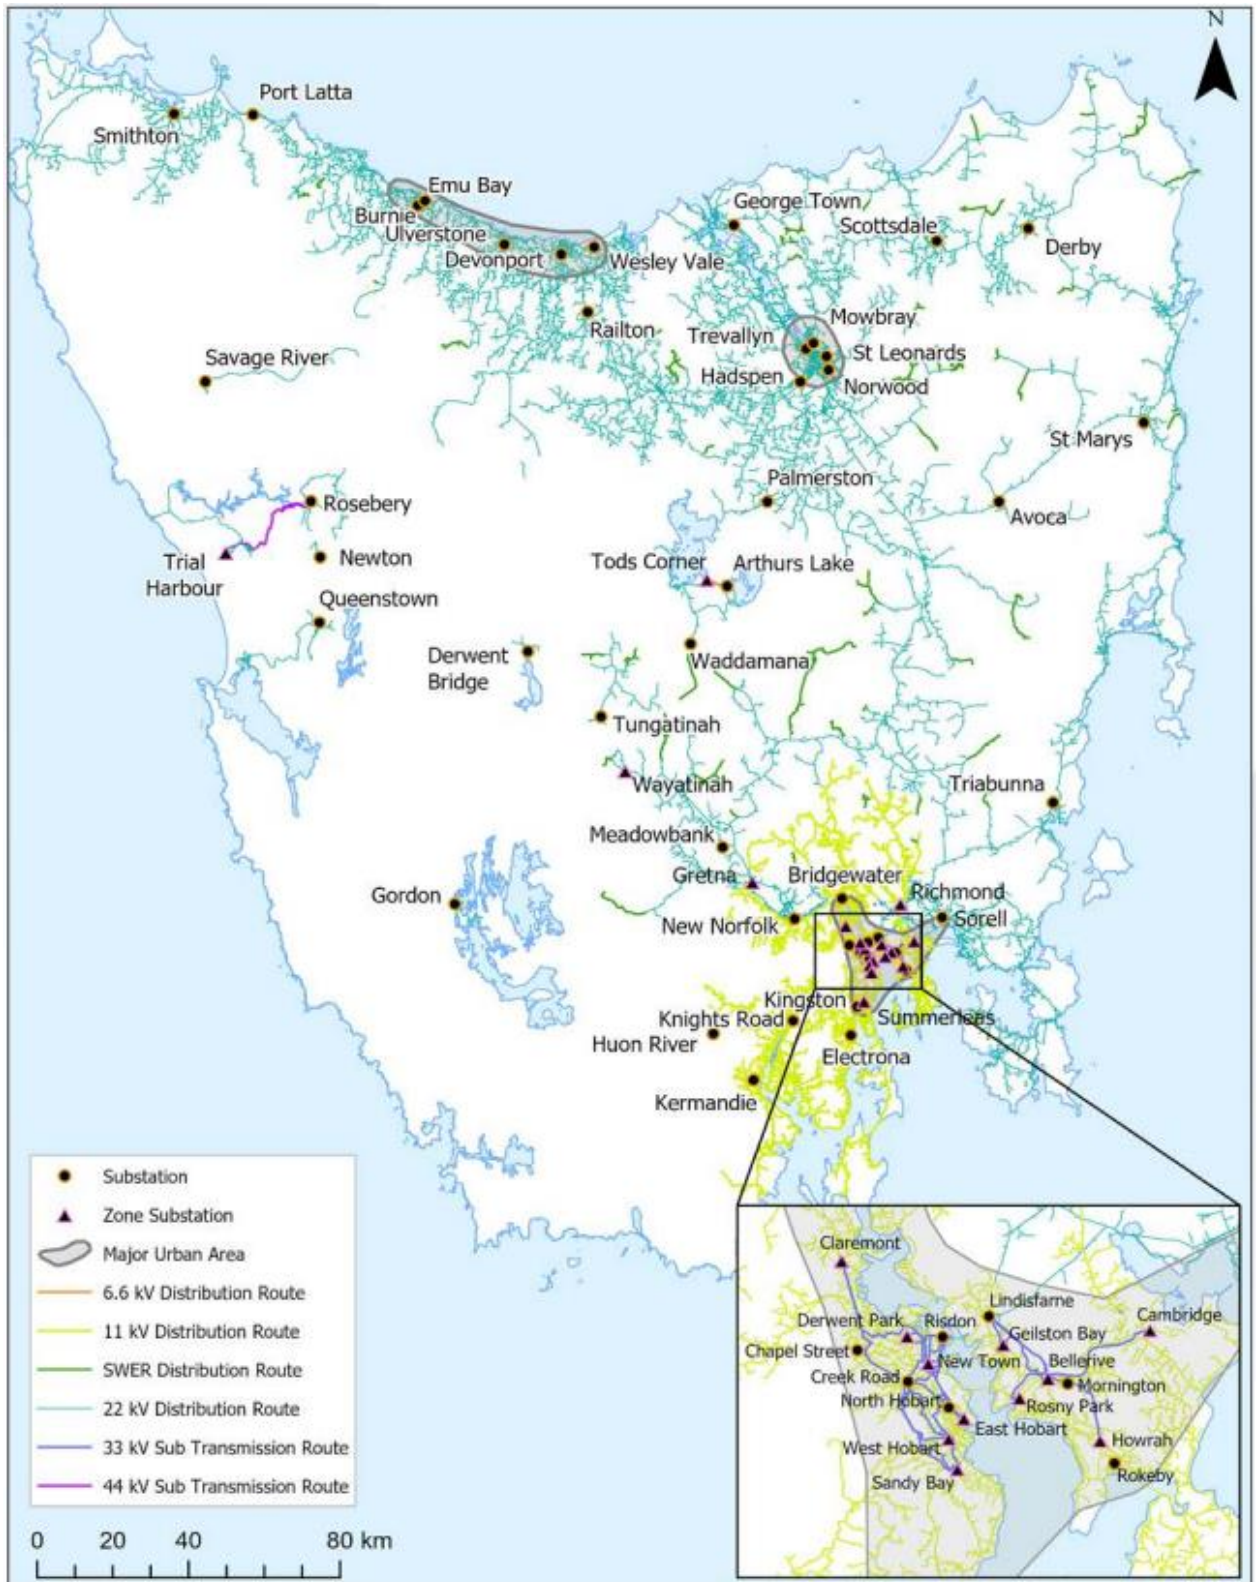 N
Port Latta
Smithton
Emu Bay
Burnie
Ulverstone
Devonport
Wesley Vale
George Town
Scottsdale
Derby
Railton
Mowbray
Trevallyn
St Leonards
Hadspen
Norwood
Savage River
St Marys
Palmerston
Rosebery
Avoca
Trial
Harbour
Newton
Tods Corner
Arthurs Lake
Queenstown
Derwent
Bridge
Waddamana
Tungatinah
Wayatinah
Triabunna
Meadowbank
Gretna
Bridgewater
Richmond
Gordon
New Norfolk
Sorell
Kingston
Knights Road
Summerleas
Huon River
Electrona
Kermandie
Substation
Zone Substation
Major Urban Area
6.6 kV Distribution Route
11 kV Distribution Route
SWER Distribution Route
22 kV Distribution Route
33 kV Sub Transmission Route
44 kV Sub Transmission Route
0 20 40 80 km
Claremont
Lindisfarne
Cambridge
Derwent Park
Risdon
Geilston Bay
Chapel Street
New Town
Bellerive
Creek Road
Mornington
North Hobart
Rosny Park
East Hobart
West Hobart
Howrah
Sandy Bay
Rokeby